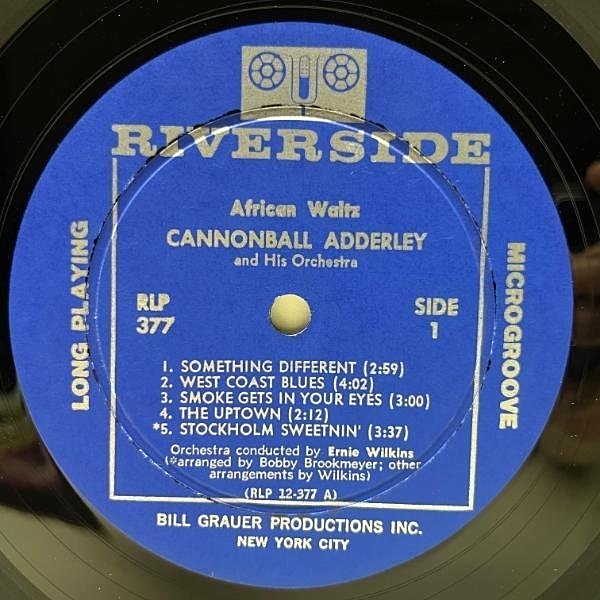 RIVERSIDE
African Waltz
CANNONBALL ADDERLEY
and His Orchestra
RLP
377
SIDE
1
LONG PLAYING
MICROGROOVE
1. SOMETHING DIFFERENT (2:59)
2. WEST COAST BLUES (4:02)
3. SMOKE GETS IN YOUR EYES (3:00)
4. THE UPTOWN (2:12)
*5. STOCKHOLM SWEETNIN' (3:37)
Orchestra conducted by Ernie Wilkins
(*arranged by Bobby Brookmeyer; other
arrangements by Wilkins)
(RLP 12-377 A)
BILL GRAUER PRODUCTIONS INC.
NEW YORK CITY